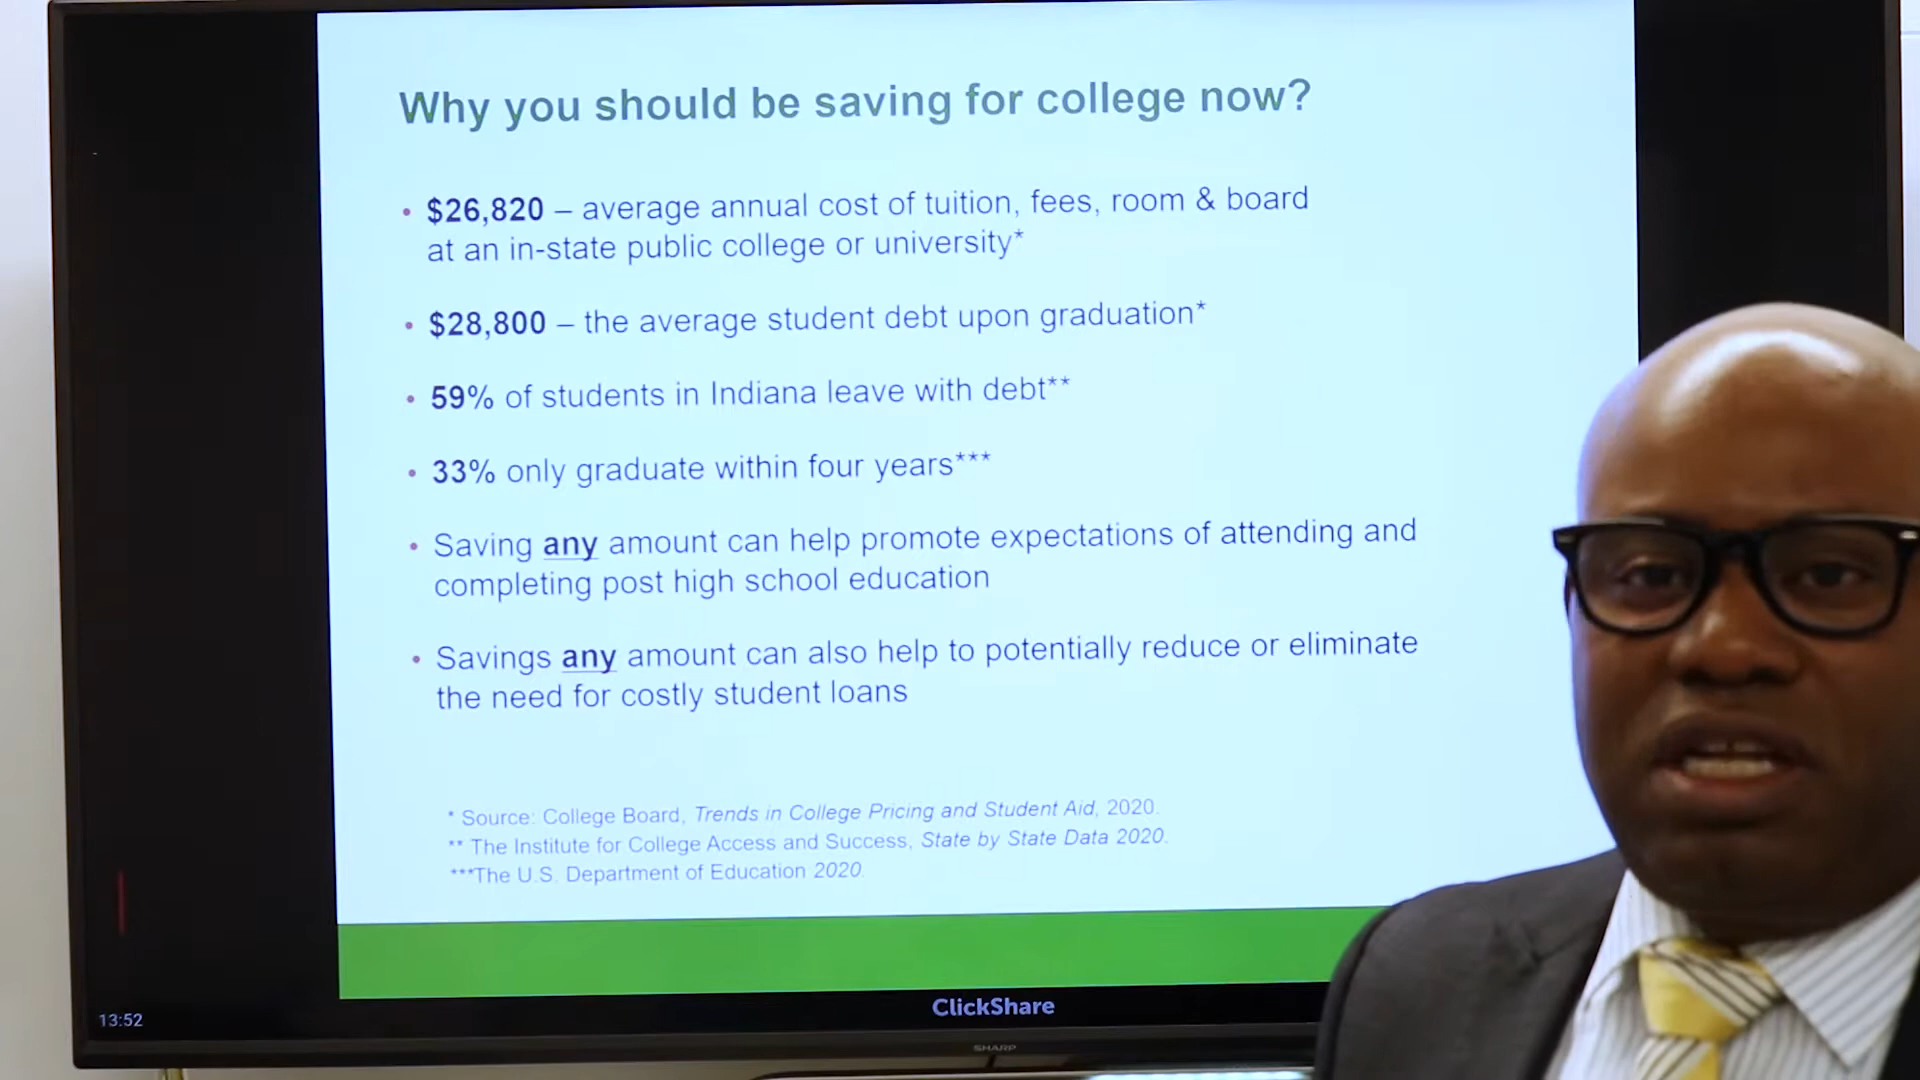 Why you should be saving for college now?
• $26,820 – average annual cost of tuition, fees, room & board
at an in-state public college or university*
• $28,800 – the average student debt upon graduation*
• 59% of students in Indiana leave with debt**
• 33% only graduate within four years***
• Saving any amount can help promote expectations of attending and
completing post high school education
• Savings any amount can also help to potentially reduce or eliminate
the need for costly student loans
* Source: College Board, Trends in College Pricing and Student Aid, 2020.
** The Institute for College Access and Success, State by State Data 2020.
***The U.S. Department of Education 2020.
13:52
ClickShare
SHARP